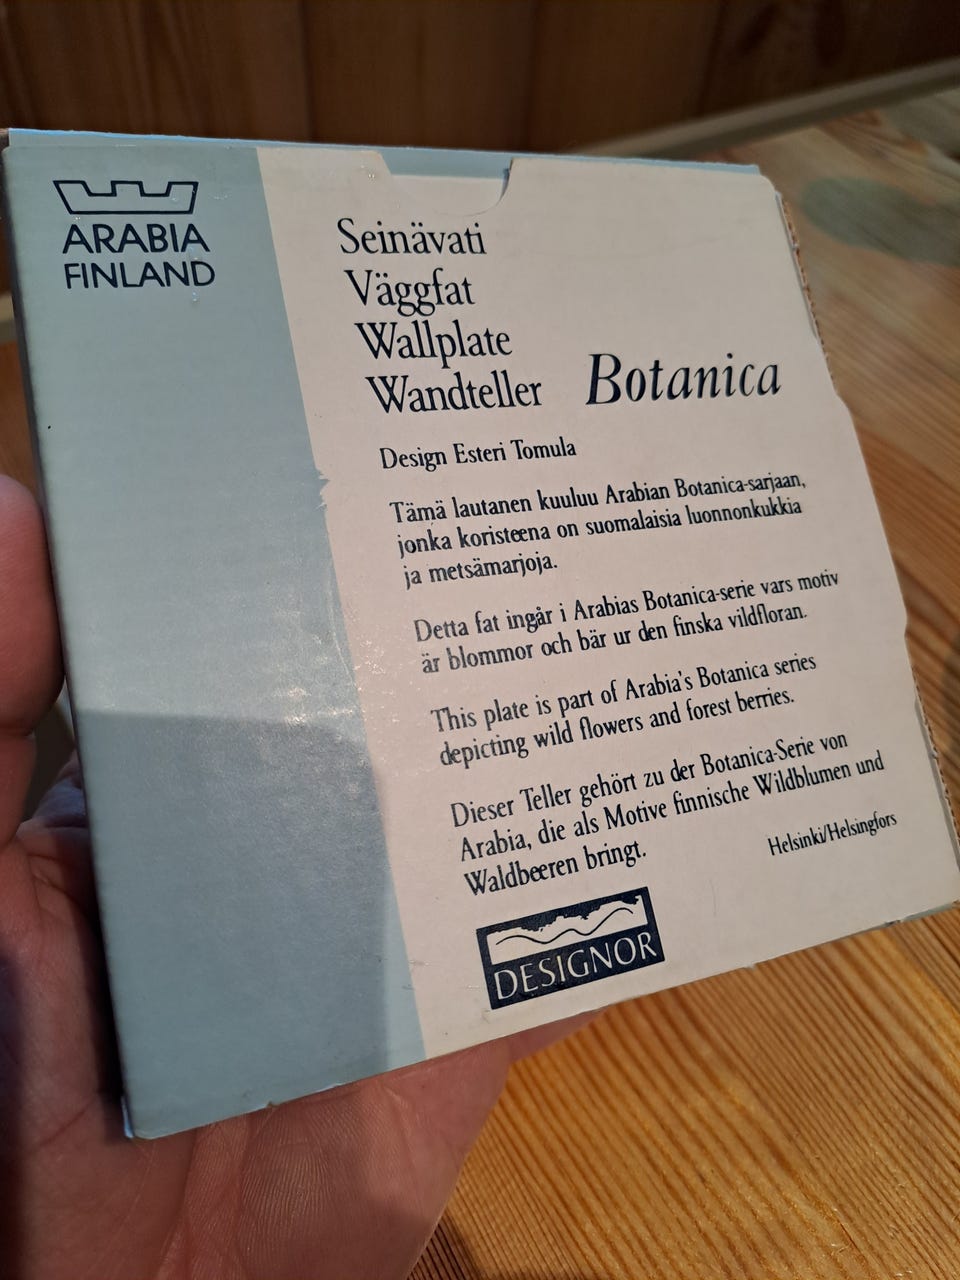 ARABIA
FINLAND
Seinävati
Väggfat
Wallplate
Wandteller Botanica
Design Esteri Tomula
Tämä lautanen kuuluu Arabian Botanica-sarjaan,
jonka koristeena on suomalaisia luonnonkukkia
ja metsämarjoja.
Detta fat ingår i Arabias Botanica-serie vars motiv
är blommor och bär ur den finska vildfloran.
This plate is part of Arabia's Botanica series
depicting wild flowers and forest berries.
Dieser Teller gehört zu der Botanica-Serie von
Arabia, die als Motive finnische Wildblumen und
Waldbeeren bringt.
Helsinki/Helsingfors
DESIGNOR